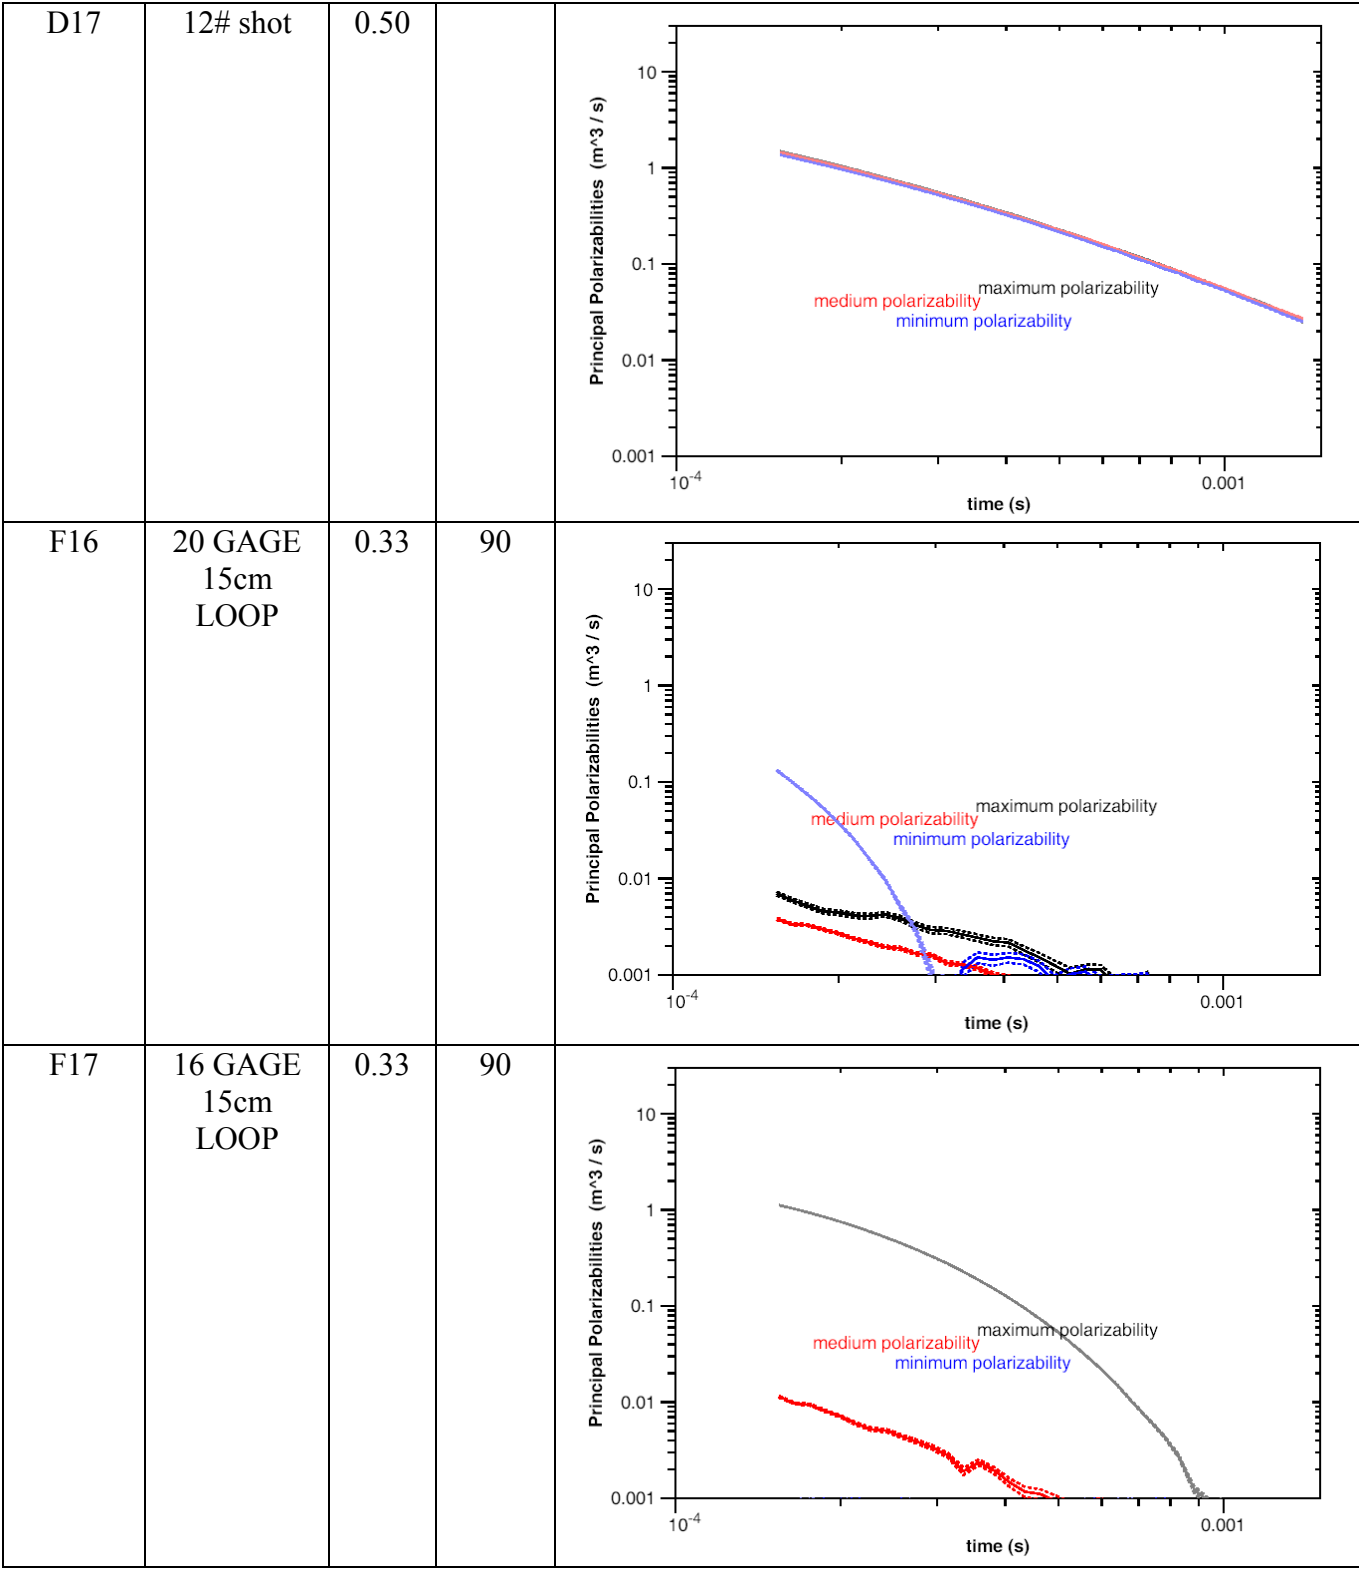 D17 12# shot 0.50
10
1
0.1
0.01
0.001
Principal Polarizabilities (m^3 / s)
maximum polarizability
medium polarizability
minimum polarizability
10-4 0.001
time (s)
F16 20 GAGE 0.33 90
15cm
LOOP
10
1
0.1
0.01
0.001
Principal Polarizabilities (m^3 / s)
maximum polarizability
medium polarizability
minimum polarizability
10-4 0.001
time (s)
F17 16 GAGE 0.33 90
15cm
LOOP
10
1
0.1
0.01
0.001
Principal Polarizabilities (m^3 / s)
maximum polarizability
medium polarizability
minimum polarizability
10-4 0.001
time (s)